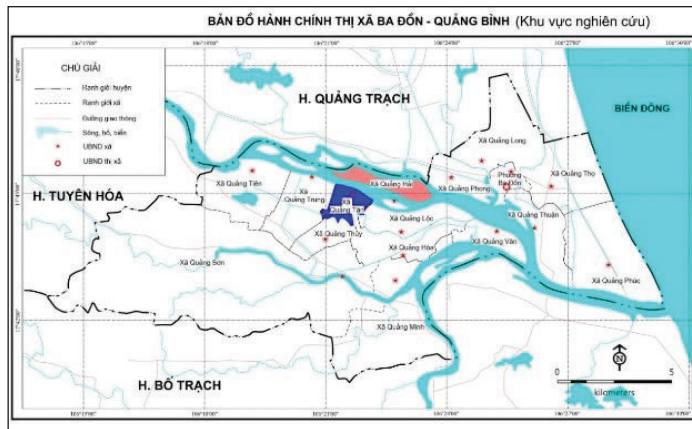 BẢN ĐỒ HÀNH CHÍNH THỊ XÃ BA ĐỒN - QUẢNG BÌNH (Khu vực nghiên cứu)
CHÚ GIẢI
Ranh giới huyện
Ranh giới xã
Đường giao thông
Sông, hồ, biển
UBND xã
UBND thị xã
H. QUẢNG TRẠCH
BIỂN ĐÔNG
H. TUYÊN HÓA
Xã Quảng Long
Xã Quảng Tiên
Xã Quảng Trung
Xã Quảng Hải
Xã Quảng Phong
Phường Ba Đồn
Xã Quảng Thọ
Xã Quảng Tân
Xã Quảng Lộc
Xã Quảng Thuận
Xã Quảng Thủy
Xã Quảng Hòa
Xã Quảng Văn
Xã Quảng Sơn
Xã Quảng Phúc
Xã Quảng Minh
H. BỐ TRẠCH
N
0
5
kilometers